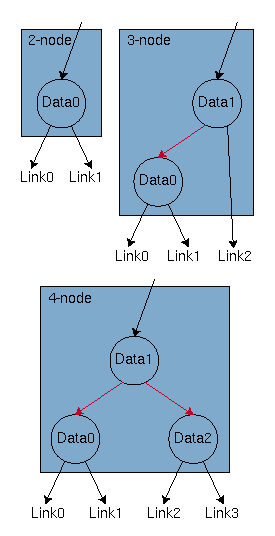 2-node
Data0
Link0 Link1
3-node
Data1
Data0
Link0 Link1 Link2
4-node
Data1
Data0 Data2
Link0 Link1 Link2 Link3